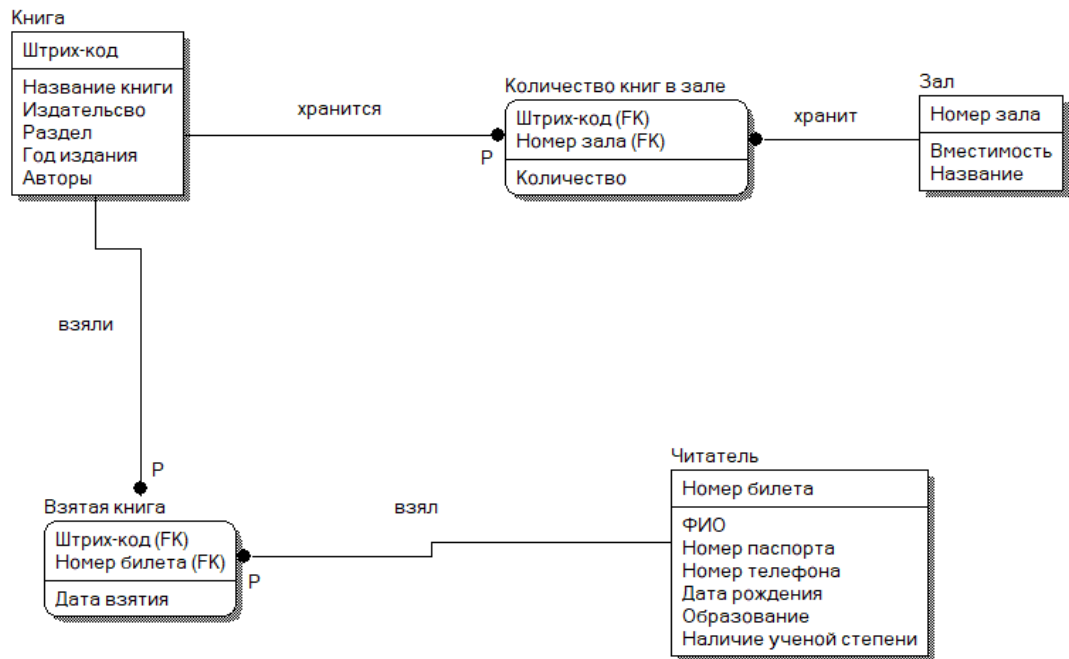 Книга
Штрих-код
Название книги
Издательсво
Раздел
Год издания
Авторы
хранится
P
Количество книг в зале
Штрих-код (FK)
Номер зала (FK)
Количество
хранит
Зал
Номер зала
Вместимость
Название
взяли
P
Взятая книга
Штрих-код (FK)
Номер билета (FK)
Дата взятия
взял
P
Читатель
Номер билета
ФИО
Номер паспорта
Номер телефона
Дата рождения
Образование
Наличие ученой степени